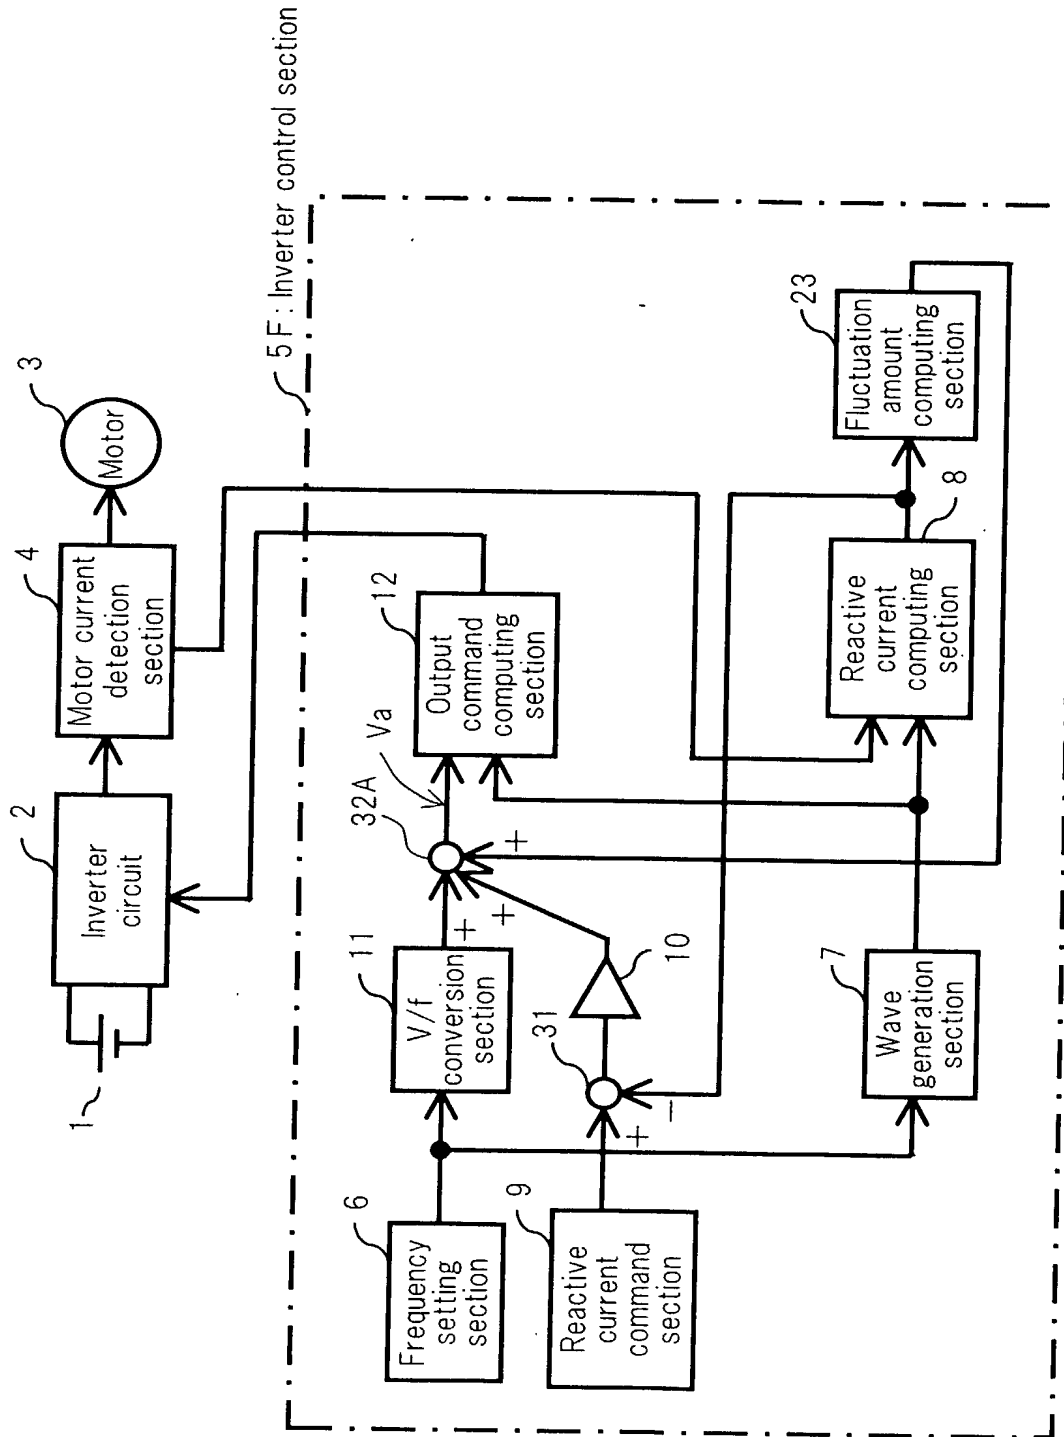 1
2
Inverter
circuit
4
Motor current
detection
section
3
Motor
5F: Inverter control section
6
Frequency
setting
section
11
V/f
conversion
section
+
32A
Va
+
+
12
Output
command
computing
section
9
Reactive
current
command
section
+
31
-
10
7
Wave
generation
section
8
Reactive
current
computing
section
23
Fluctuation
amount
computing
section